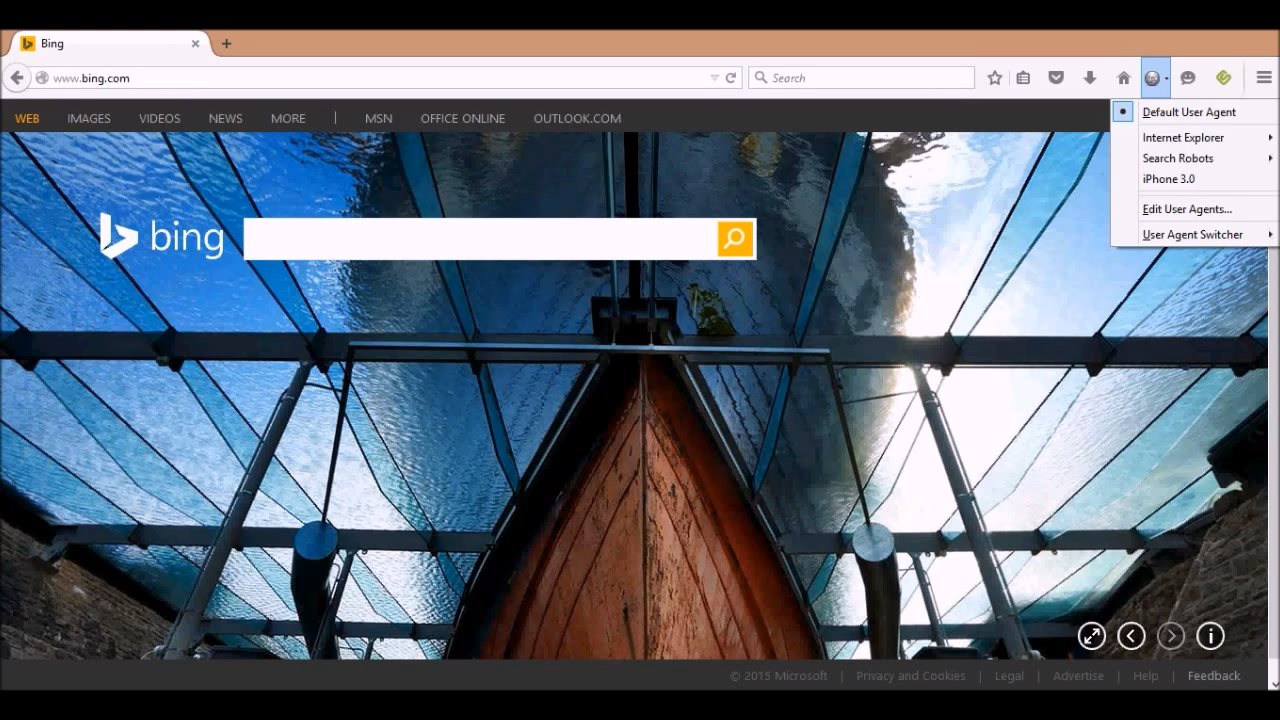 Bing
www.bing.com
Search
WEB IMAGES VIDEOS NEWS MORE | MSN OFFICE ONLINE OUTLOOK.COM
Default User Agent
Internet Explorer
Search Robots
iPhone 3.0
Edit User Agents...
User Agent Switcher
bing
© 2015 Microsoft | Privacy and Cookies | Legal | Advertise | Help | Feedback